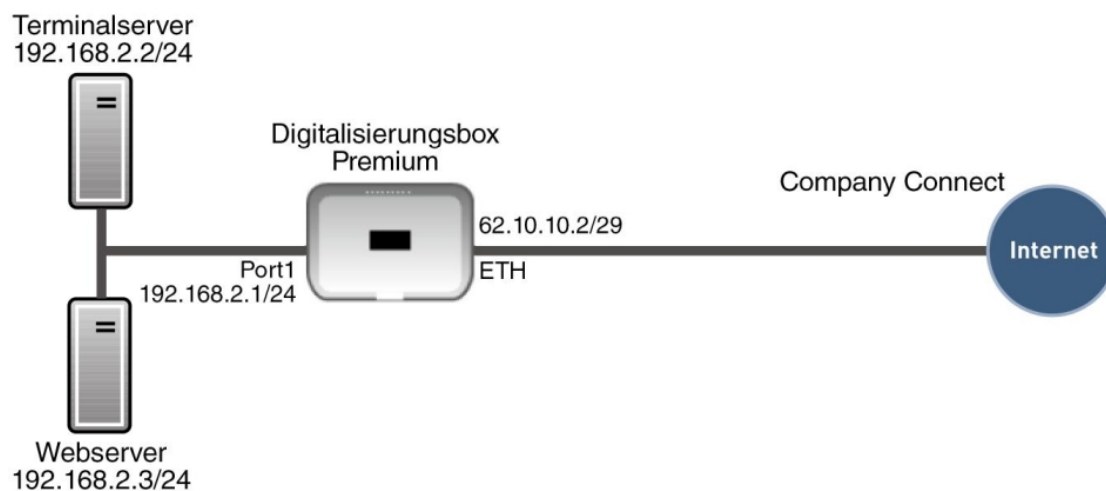 Terminalserver
192.168.2.2/24
Digitalisierungsbox
Premium
Company Connect
62.10.10.2/29
Internet
Port1
ETH
192.168.2.1/24
Webserver
192.168.2.3/24